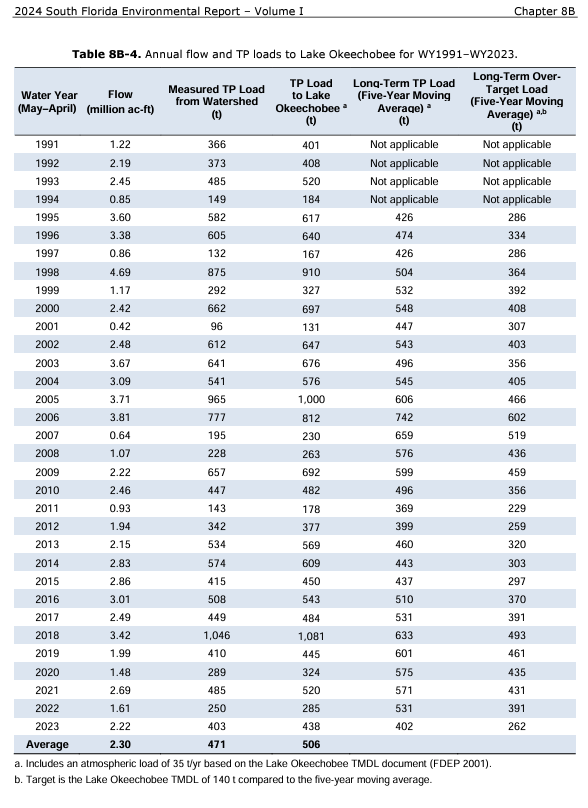 2024 South Florida Environmental Report – Volume I Chapter 8B
Table 8B-4. Annual flow and TP loads to Lake Okeechobee for WY1991–WY2023.
Water Year (May–April) Flow (million ac-ft) Measured TP Load from Watershed (t) TP Load to Lake Okeechobee a (t) Long-Term TP Load (Five-Year Moving Average) a (t) Long-Term Over-Target Load (Five-Year Moving Average) a,b (t)
1991 1.22 366 401 Not applicable Not applicable
1992 2.19 373 408 Not applicable Not applicable
1993 2.45 485 520 Not applicable Not applicable
1994 0.85 149 184 Not applicable Not applicable
1995 3.60 582 617 426 286
1996 3.38 605 640 474 334
1997 0.86 132 167 426 286
1998 4.69 875 910 504 364
1999 1.17 292 327 532 392
2000 2.42 662 697 548 408
2001 0.42 96 131 447 307
2002 2.48 612 647 543 403
2003 3.67 641 676 496 356
2004 3.09 541 576 545 405
2005 3.71 965 1,000 606 466
2006 3.81 777 812 742 602
2007 0.64 195 230 659 519
2008 1.07 228 263 576 436
2009 2.22 657 692 599 459
2010 2.46 447 482 496 356
2011 0.93 143 178 369 229
2012 1.94 342 377 399 259
2013 2.15 534 569 460 320
2014 2.83 574 609 443 303
2015 2.86 415 450 437 297
2016 3.01 508 543 510 370
2017 2.49 449 484 531 391
2018 3.42 1,046 1,081 633 493
2019 1.99 410 445 601 461
2020 1.48 289 324 575 435
2021 2.69 485 520 571 431
2022 1.61 250 285 531 391
2023 2.22 403 438 402 262
Average 2.30 471 506
a. Includes an atmospheric load of 35 t/yr based on the Lake Okeechobee TMDL document (FDEP 2001).
b. Target is the Lake Okeechobee TMDL of 140 t compared to the five-year moving average.